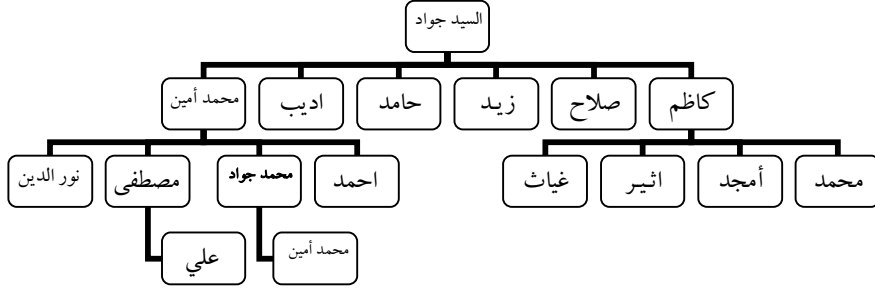 السيد جواد
كاظم
صلاح
زيد
حامد
اديب
محمد أمين
محمد
أمجد
اثير
غياث
احمد
محمد جواد
مصطفى
نور الدين
محمد أمين
علي